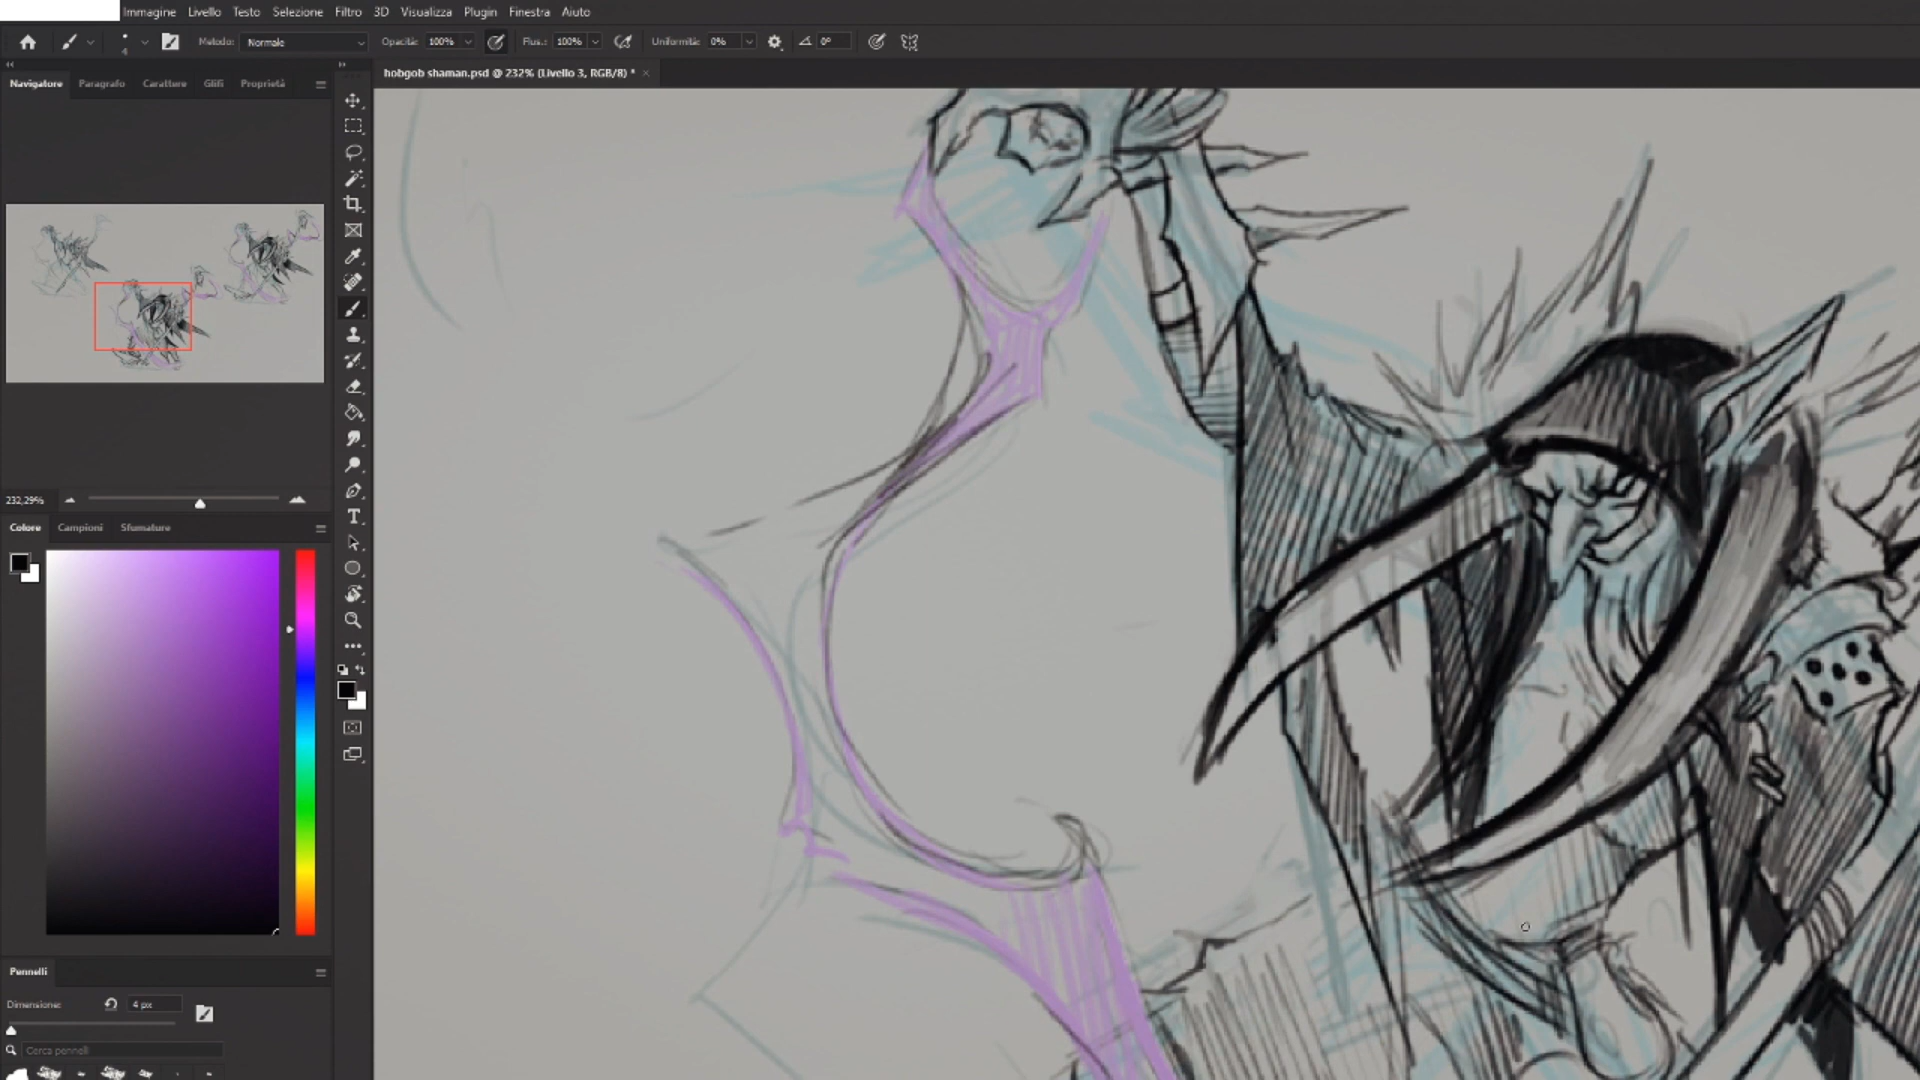 Immagine Livello Testo Selezione Filtro 3D Visualizza Plugin Finestra Aiuto
4 Metodo: Normale Opacità: 100% Flus.: 100% Uniformità: 0% 0°
hobgob shaman.psd @ 232% (Livello 3, RGB/8) *
Navigatore Paragrafo Carattere Glifi Proprietà
232,29%
Colore Campioni Sfumature
Pennelli
Dimensione: 4 px
Cerca pennelli